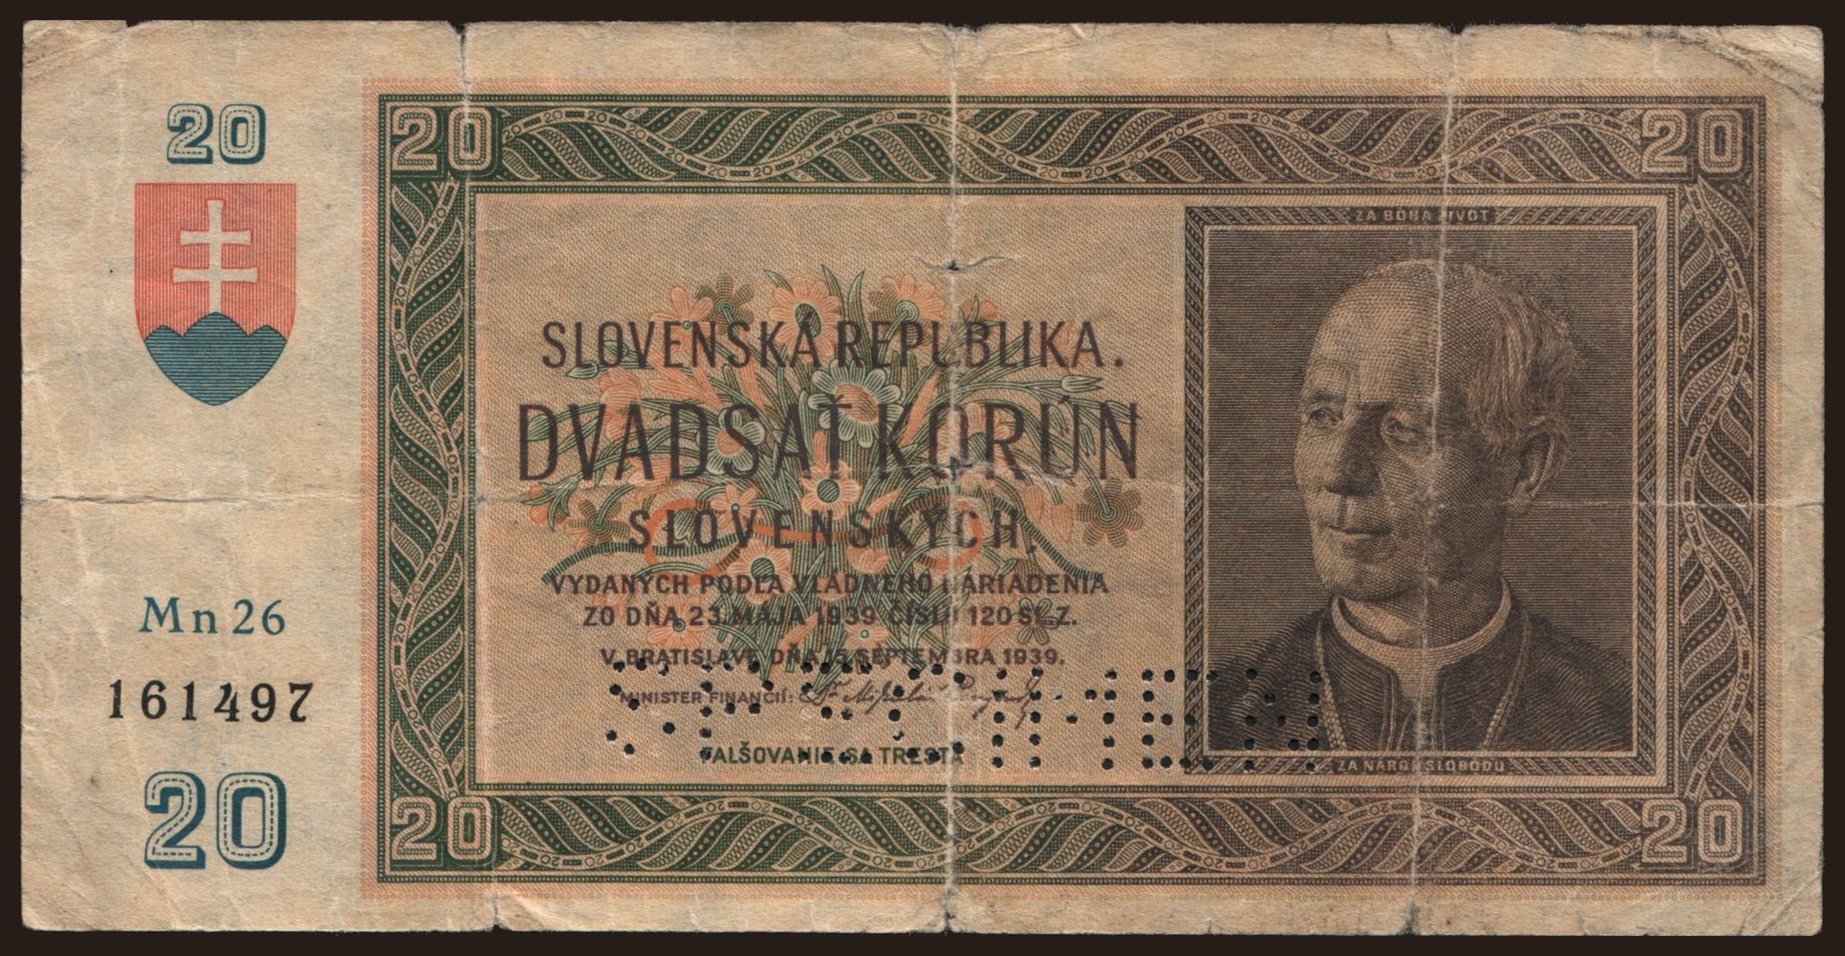 20
20
20
ZA BOHA ŽIVOT
SLOVENSKÁ REPUBLIKA.
DVADSAŤ KORÚN
SLOVENSKÝCH.
VYDANÝCH PODĽA VLÁDNEHO NARIADENIA
ZO DŇA 23. MÁJA 1939 ČÍSLO 120 SL. Z.
V BRATISLAVE DŇA 15. SEPTEMBRA 1939.
MINISTER FINANCIÍ:
Mn 26
161497
FALŠOVANIE SA TRESTÁ
ZA NÁROD SLOBODU
20
20
20